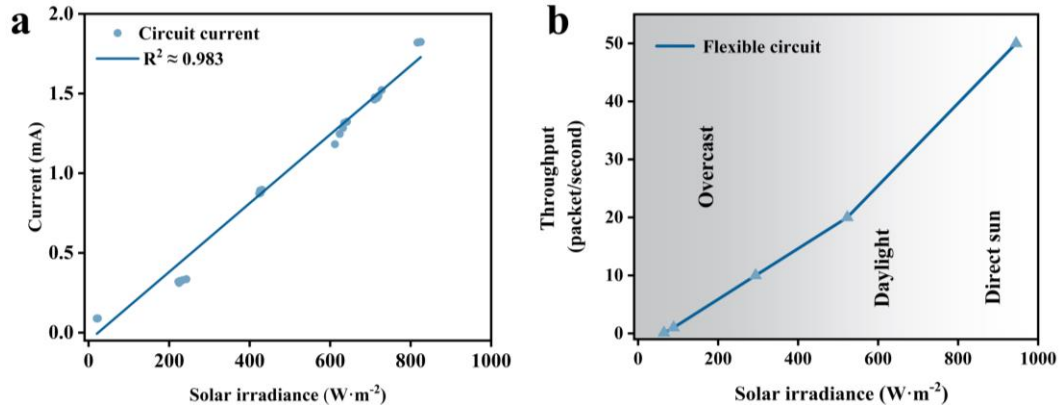 a
Circuit current
R² ≈ 0.983
2.0
1.5
1.0
0.5
0.0
Current (mA)
0 200 400 600 800 1000
Solar irradiance (W·m⁻²)
b
Flexible circuit
50
40
30
20
10
0
Throughput
(packet/second)
Overcast
Daylight
Direct sun
0 200 400 600 800 1000
Solar irradiance (W·m⁻²)